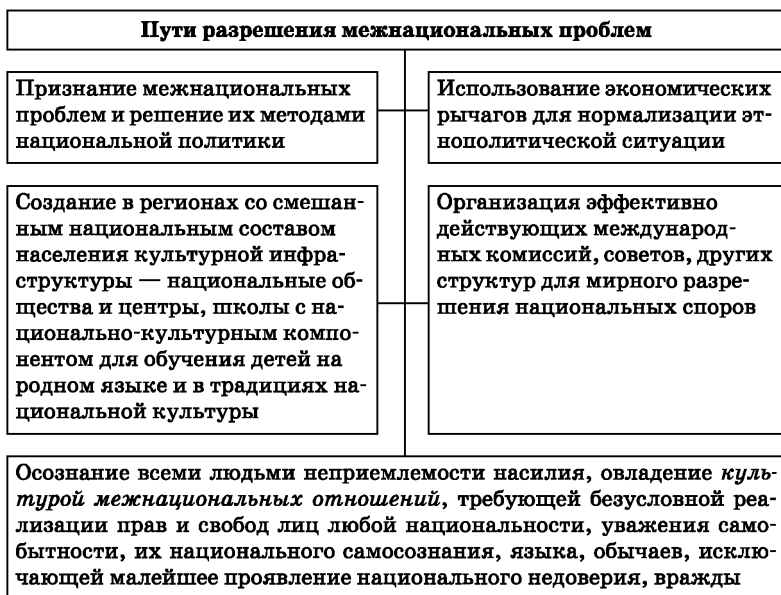 Пути разрешения межнациональных проблем
Признание межнациональных
проблем и решение их методами
национальной политики
Использование экономических
рычагов для нормализации эт-
нополитической ситуации
Создание в регионах со смешан-
ным национальным составом
населения культурной инфра-
структуры — национальные об-
щества и центры, школы с на-
ционально-культурным компо-
нентом для обучения детей на
родном языке и в традициях на-
циональной культуры
Организация эффективно
действующих международ-
ных комиссий, советов, других
структур для мирного разре-
шения национальных споров
Осознание всеми людьми неприемлемости насилия, овладение куль-
турой межнациональных отношений, требующей безусловной реа-
лизации прав и свобод лиц любой национальности, уважения само-
бытности, их национального самосознания, языка, обычаев, исклю-
чающей малейшее проявление национального недоверия, вражды